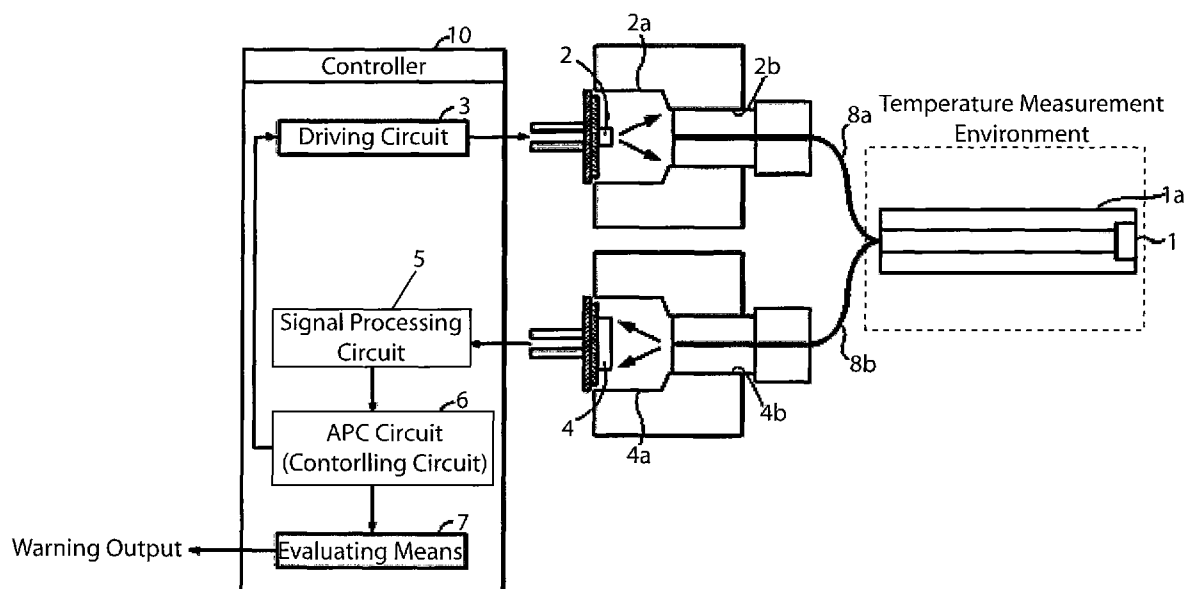 10
Controller
3
Driving Circuit
5
Signal Processing
Circuit
6
APC Circuit
(Contorlling Circuit)
7
Evaluating Means
Warning Output
2a
2
2b
8a
4
4a
4b
8b
Temperature Measurement
Environment
1a
1